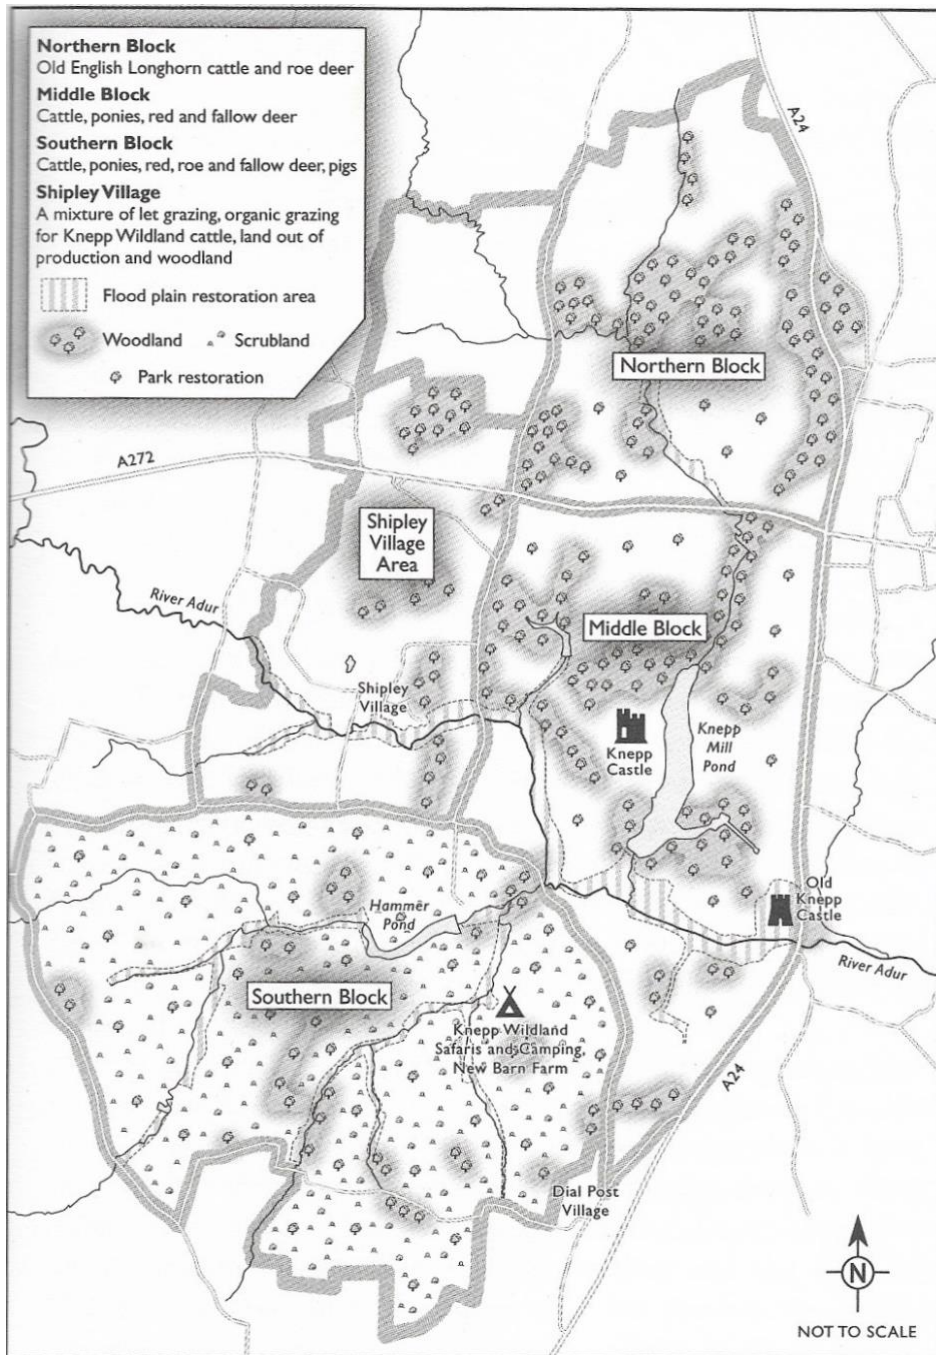 Northern Block
Old English Longhorn cattle and roe deer
Middle Block
Cattle, ponies, red and fallow deer
Southern Block
Cattle, ponies, red, roe and fallow deer, pigs
Shipley Village
A mixture of let grazing, organic grazing
for Knepp Wildland cattle, land out of
production and woodland
Flood plain restoration area
Woodland
Scrubland
Park restoration
A24
Northern Block
A272
Shipley
Village
Area
River Adur
Middle Block
Shipley
Village
Knepp
Castle
Knepp
Mill
Pond
Old
Knepp
Castle
Hammer
Pond
River Adur
Southern Block
Knepp Wildland
Safaris and Camping,
New Barn Farm
A24
Dial Post
Village
N
NOT TO SCALE